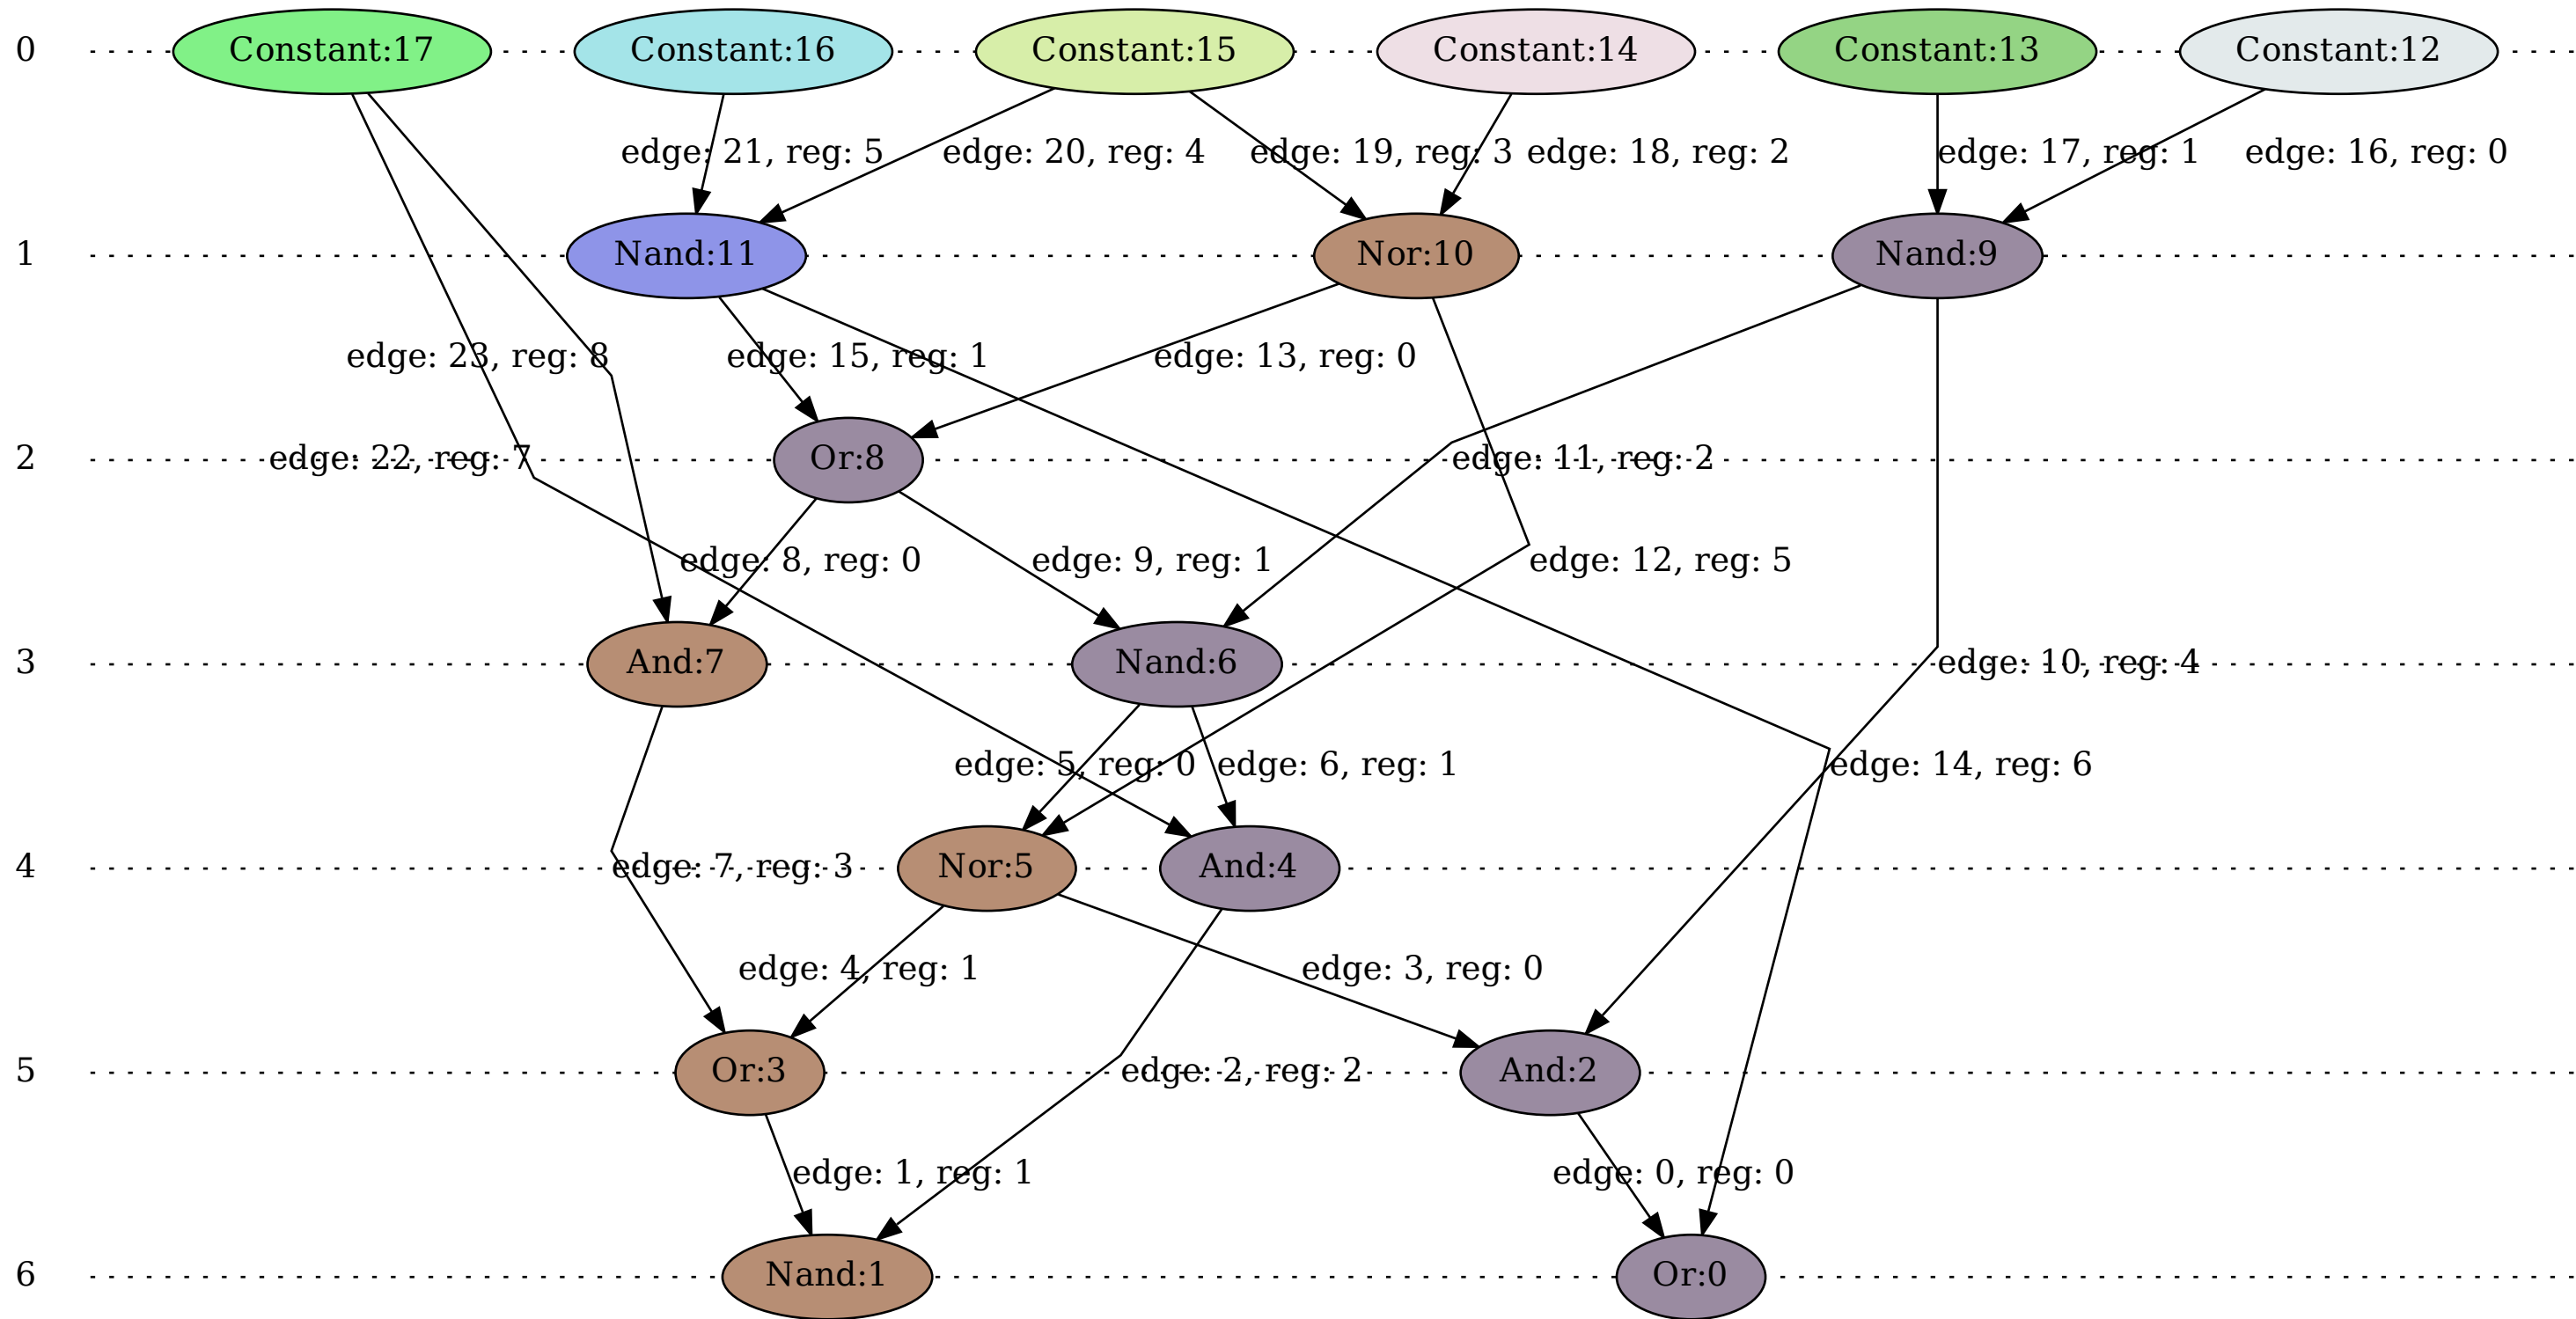 0 Constant:17 Constant:16 Constant:15 Constant:14 Constant:13 Constant:12
edge: 21, reg: 5 edge: 20, reg: 4 edge: 19, reg: 3 edge: 18, reg: 2 edge: 17, reg: 1 edge: 16, reg: 0
1 Nand:11 Nor:10 Nand:9
edge: 23, reg: 8 edge: 15, reg: 1 edge: 13, reg: 0
2 edge: 22, reg: 7 Or:8 edge: 11, reg: 2
edge: 8, reg: 0 edge: 9, reg: 1 edge: 12, reg: 5
3 And:7 Nand:6 edge: 10, reg: 4
edge: 5, reg: 0 edge: 6, reg: 1 edge: 14, reg: 6
4 edge: 7, reg: 3 Nor:5 And:4
edge: 4, reg: 1 edge: 3, reg: 0
5 Or:3 edge: 2, reg: 2 And:2
edge: 1, reg: 1 edge: 0, reg: 0
6 Nand:1 Or:0